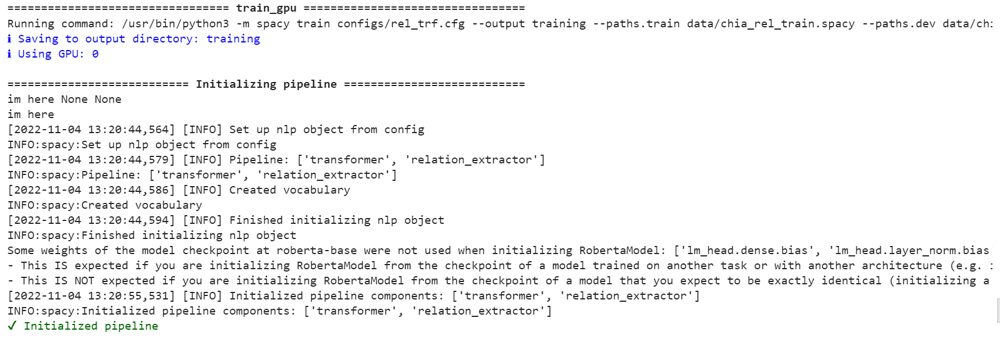 ================================= train_gpu =================================
Running command: /usr/bin/python3 -m spacy train configs/rel_trf.cfg --output training --paths.train data/chia_rel_train.spacy --paths.dev data/chi
ℹ Saving to output directory: training
ℹ Using GPU: 0
=========================== Initializing pipeline ===========================
im here None None
im here
[2022-11-04 13:20:44,564] [INFO] Set up nlp object from config
INFO:spacy:Set up nlp object from config
[2022-11-04 13:20:44,579] [INFO] Pipeline: ['transformer', 'relation_extractor']
INFO:spacy:Pipeline: ['transformer', 'relation_extractor']
[2022-11-04 13:20:44,586] [INFO] Created vocabulary
INFO:spacy:Created vocabulary
[2022-11-04 13:20:44,594] [INFO] Finished initializing nlp object
INFO:spacy:Finished initializing nlp object
Some weights of the model checkpoint at roberta-base were not used when initializing RobertaModel: ['lm_head.dense.bias', 'lm_head.layer_norm.bias
- This IS expected if you are initializing RobertaModel from the checkpoint of a model trained on another task or with another architecture (e.g. i
- This IS NOT expected if you are initializing RobertaModel from the checkpoint of a model that you expect to be exactly identical (initializing a
[2022-11-04 13:20:55,531] [INFO] Initialized pipeline components: ['transformer', 'relation_extractor']
INFO:spacy:Initialized pipeline components: ['transformer', 'relation_extractor']
✔ Initialized pipeline